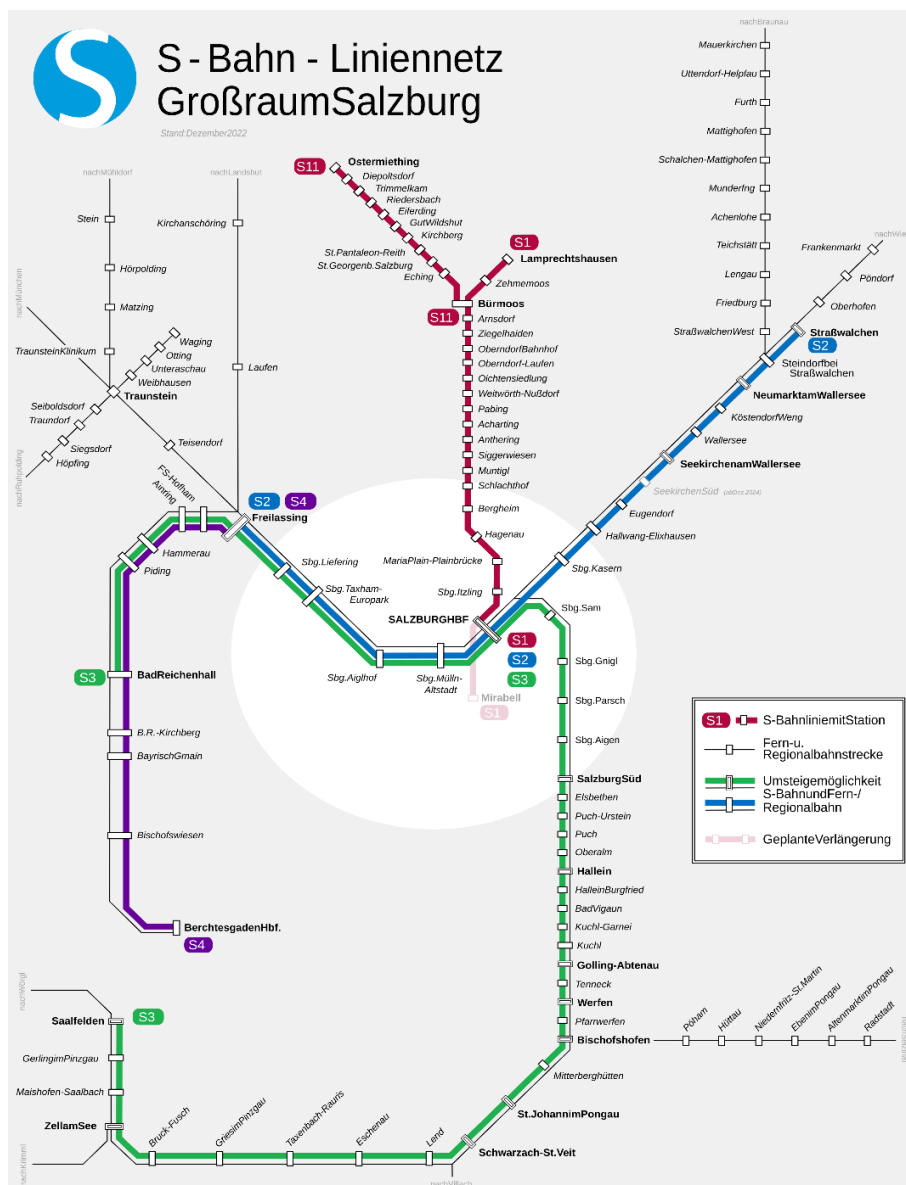 S - Bahn - Liniennetz
GroßraumSalzburg
Stand:Dezember2022
nachBraunau
Mauerkirchen
Uttendorf-Helpfau
Furth
Mattighofen
Schalchen-Mattighofen
Munderfing
Achenlohe
Teichstätt
Lengau
Friedburg
StraßwalchenWest
nachWie
Frankenmarkt
Pöndorf
Oberhofen
Straßwalchen
S2
Steindorfbei
Straßwalchen
NeumarktamWallersee
KöstendorfWeng
Wallersee
SeekirchenamWallersee
SeekirchenSüd (abDez.2024)
Eugendorf
Hallwang-Elixhausen
Sbg.Kasern
nachMühldorf
Stein
Hörpolding
Matzing
TraunsteinKlinikum
nachMünchen
nachLandshut
Kirchanschöring
Laufen
Waging
Otting
Unteraschau
Weibhausen
Traunstein
Seiboldsdorf
Traundorf
Siegsdorf
Höpfing
nachRuhpolding
Teisendorf
S11
Ostermiething
Diepoltsdorf
Trimmelkam
Riedersbach
Eiferding
GutWildshut
Kirchberg
St.Pantaleon-Reith
St.Georgenb.Salzburg
Eching
S1
Lamprechtshausen
Zehmemoos
Bürmoos
S11
Arnsdorf
Ziegelhaiden
OberndorfBahnhof
Oberndorf-Laufen
Oichtensiedlung
Weitwörth-Nußdorf
Pabing
Acharting
Anthering
Siggerwiesen
Muntigl
Schlachthof
Bergheim
Hagenau
MariaPlain-Plainbrücke
Sbg.Itzling
SALZBURGHBF
S1
S2
S3
Mirabell
S1
FS-Hofham
Ainring
S2 S4
Freilassing
Hammerau
Piding
Sbg.Liefering
Sbg.Taxham-
Europark
Sbg.Aiglhof
Sbg.Mülln-
Altstadt
S3
BadReichenhall
B.R.-Kirchberg
BayrischGmain
Bischofswiesen
BerchtesgadenHbf.
S4
Sbg.Sam
Sbg.Gnigl
Sbg.Parsch
Sbg.Aigen
SalzburgSüd
Elsbethen
Puch-Urstein
Puch
Oberalm
Hallein
HalleinBurgfried
BadVigaun
Kuchl-Garnei
Kuchl
Golling-Abtenau
Tenneck
Werfen
Pfarrwerfen
Bischofshofen
Pöham
Hüttau
Niedernfritz-St.Martin
EbenimPongau
AltenmarktimPongau
Radstadt
Mitterberghütten
St.JohannimPongau
Schwarzach-St.Veit
nachVillach
Lend
Eschenau
Taxenbach-Rauris
GriesimPinzgau
Bruck-Fusch
nachWörgl
Saalfelden
S3
GerlingimPinzgau
Maishofen-Saalbach
ZellamSee
nachKrimml
S1 S-BahnliniemitStation
Fern-u.
Regionalbahnstrecke
Umsteigemöglichkeit
S-BahnundFern-/
Regionalbahn
GeplanteVerlängerung